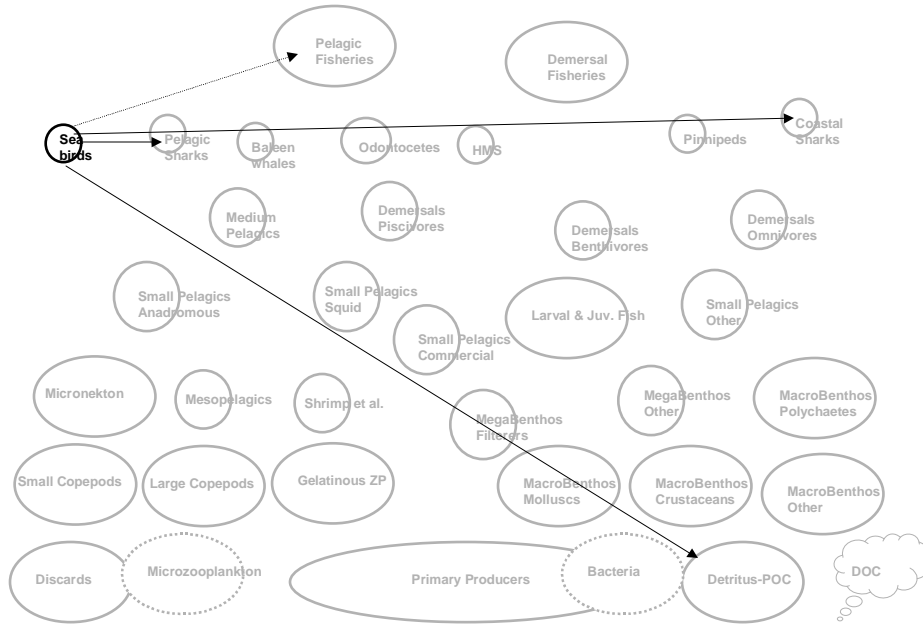 Pelagic
Fisheries
Demersal
Fisheries
Sea
birds
Pelagic
Sharks
Baleen
whales
Odontocetes
HMS
Pinnipeds
Coastal
Sharks
Medium
Pelagics
Demersals
Piscivores
Demersals
Benthivores
Demersals
Omnivores
Small Pelagics
Anadromous
Small Pelagics
Squid
Small Pelagics
Commercial
Larval & Juv. Fish
Small Pelagics
Other
Micronekton
Mesopelagics
Shrimp et al.
MegaBenthos
Filterers
MegaBenthos
Other
MacroBenthos
Polychaetes
Small Copepods
Large Copepods
Gelatinous ZP
MacroBenthos
Molluscs
MacroBenthos
Crustaceans
MacroBenthos
Other
Discards
Microzooplankton
Primary Producers
Bacteria
Detritus-POC
DOC